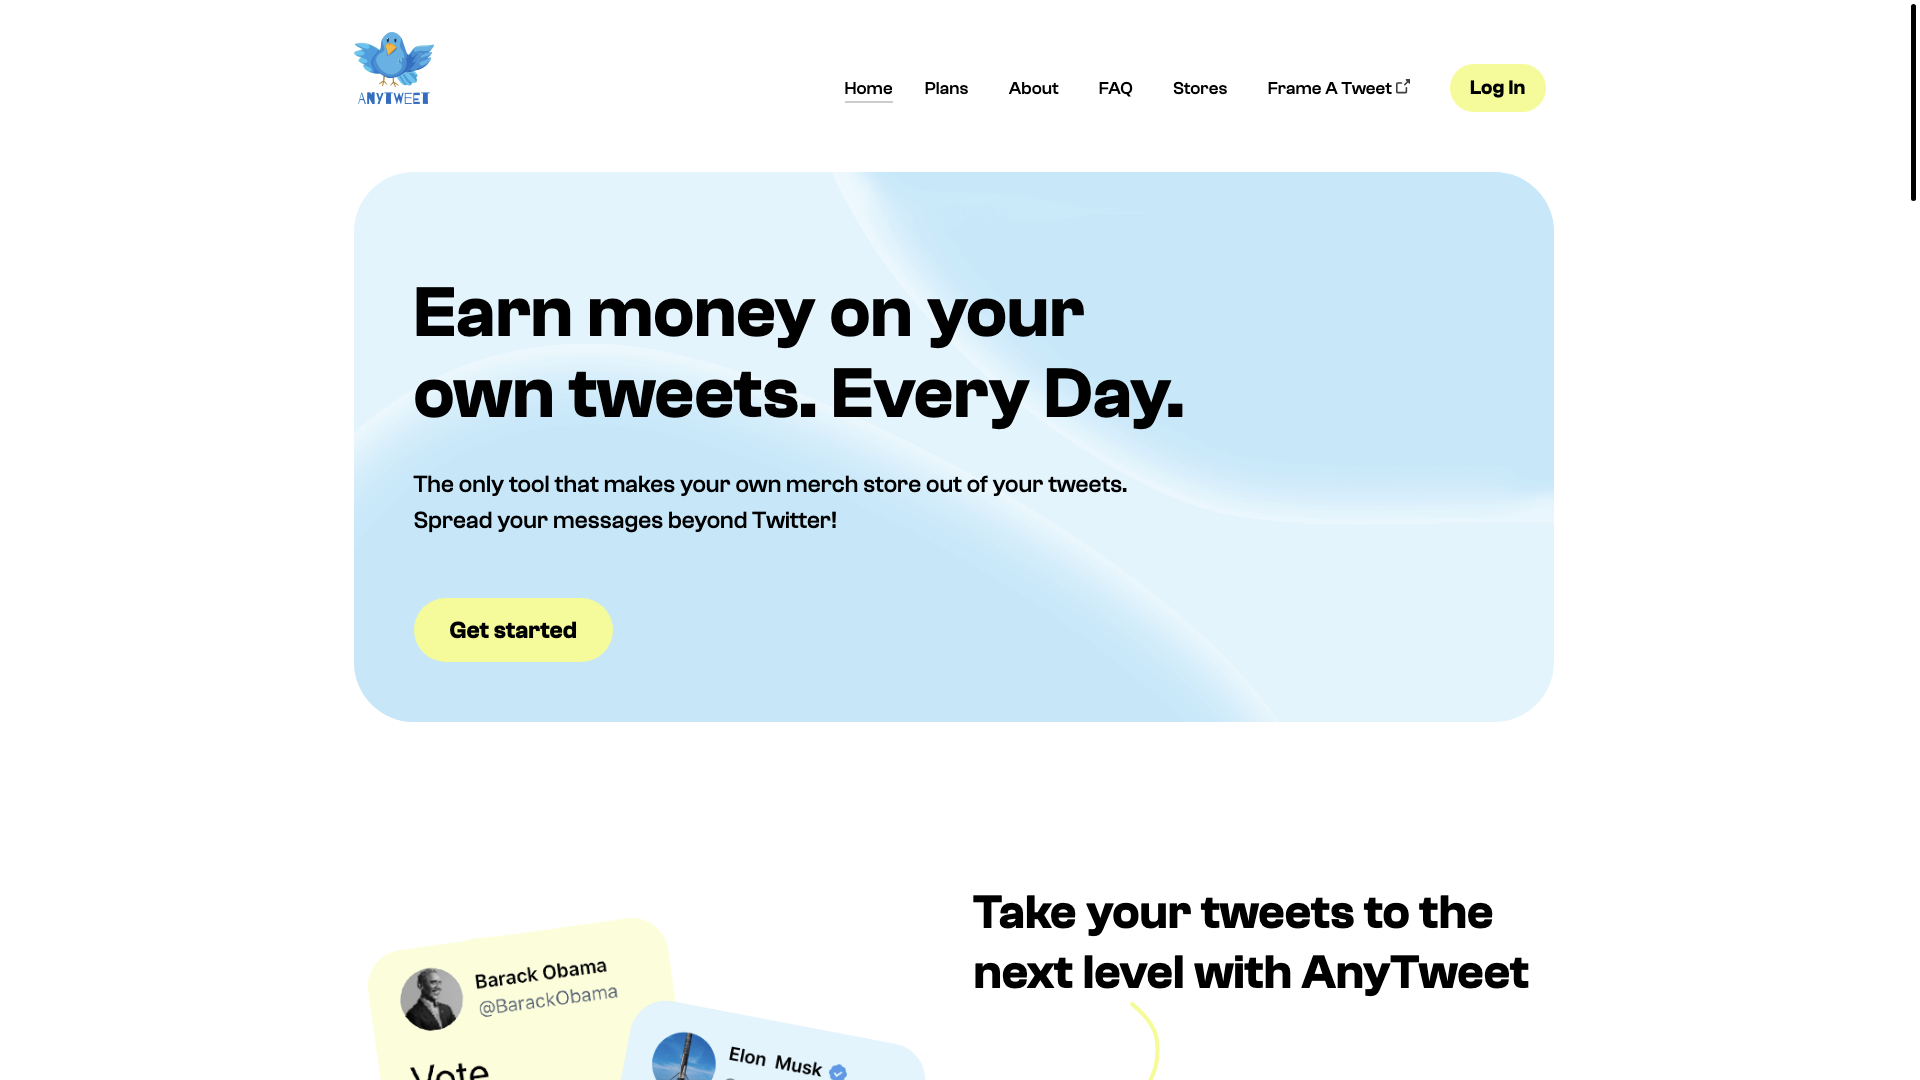 ANYTWEET
Home
Plans
About
FAQ
Stores
Frame A Tweet
Log In
Earn money on your
own tweets. Every Day.
The only tool that makes your own merch store out of your tweets.
Spread your messages beyond Twitter!
Get started
Take your tweets to the
next level with AnyTweet
Barack Obama
@BarackObama
Vote
Elon Musk